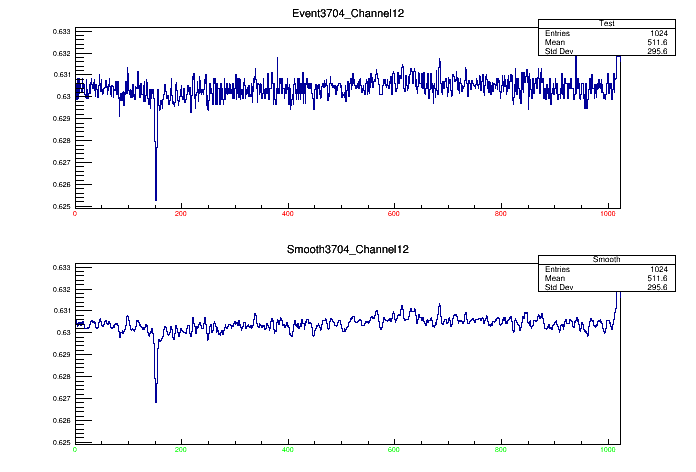 Event3704_Channel12
Test
Entries 1024
Mean 511.6
Std Dev 295.6
0.633
0.632
0.631
0.63
0.629
0.628
0.627
0.626
0.625
0 200 400 600 800 1000
Smooth3704_Channel12
Smooth
Entries 1024
Mean 511.6
Std Dev 295.6
0.633
0.632
0.631
0.63
0.629
0.628
0.627
0.626
0.625
0 200 400 600 800 1000